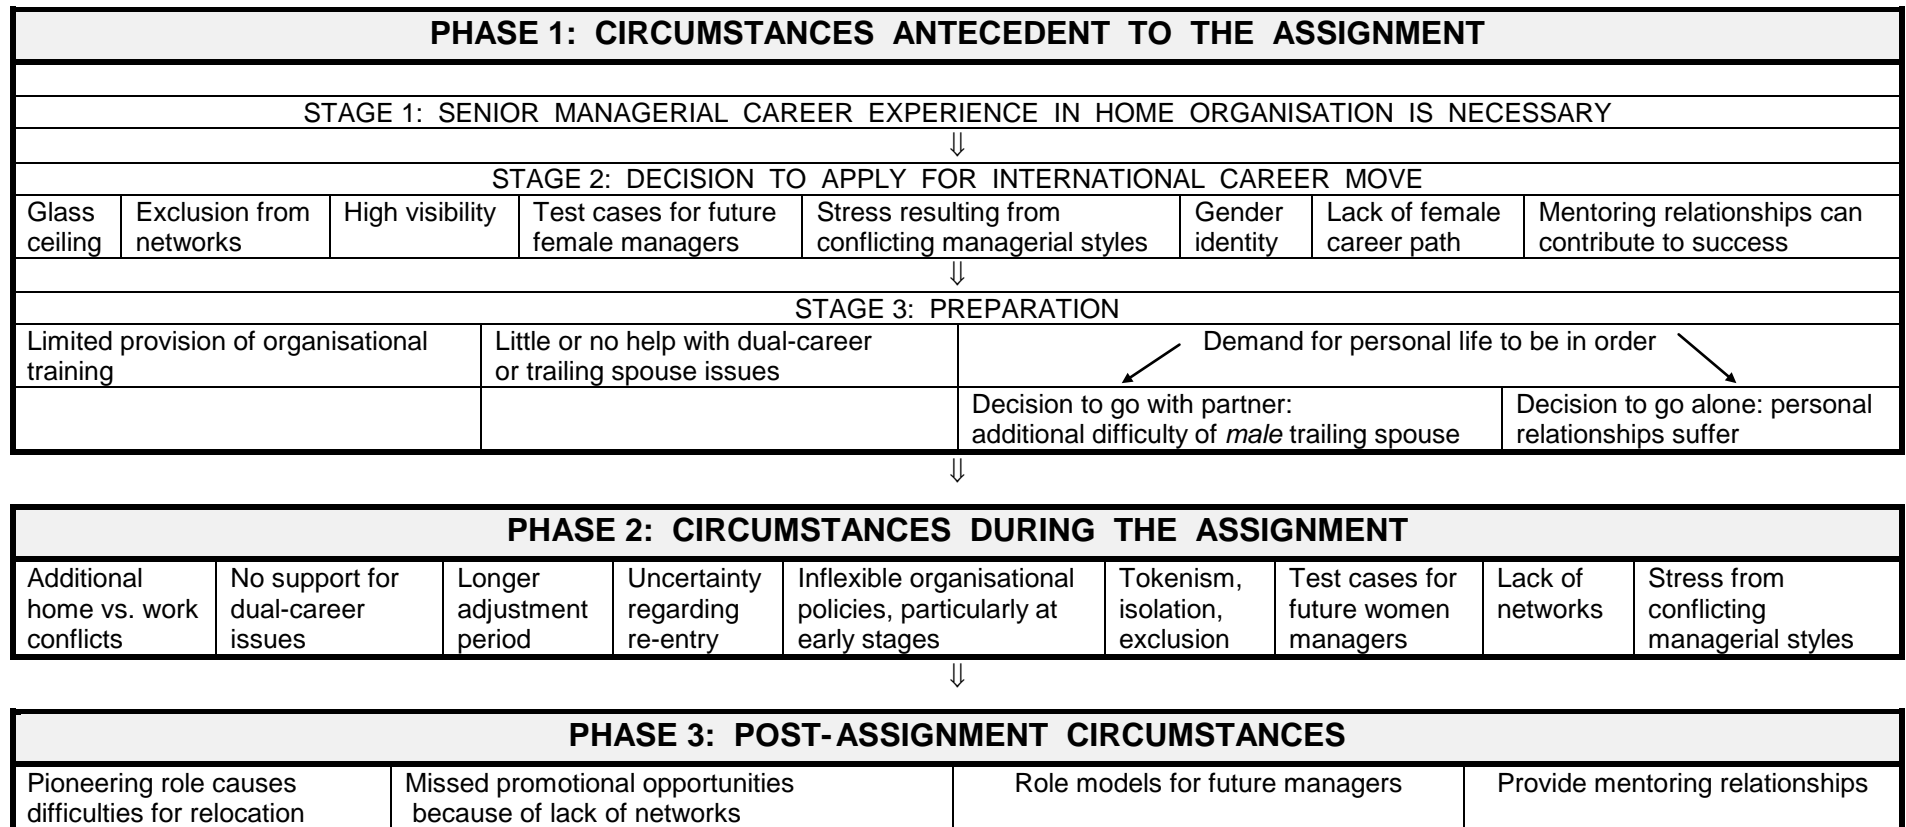 PHASE 1: CIRCUMSTANCES ANTECEDENT TO THE ASSIGNMENT
STAGE 1: SENIOR MANAGERIAL CAREER EXPERIENCE IN HOME ORGANISATION IS NECESSARY
⇓
STAGE 2: DECISION TO APPLY FOR INTERNATIONAL CAREER MOVE
Glass
ceiling
Exclusion from
networks
High visibility
Test cases for future
female managers
Stress resulting from
conflicting managerial styles
Gender
identity
Lack of female
career path
Mentoring relationships can
contribute to success
⇓
STAGE 3: PREPARATION
Limited provision of organisational
training
Little or no help with dual-career
or trailing spouse issues
Demand for personal life to be in order
Decision to go with partner:
additional difficulty of male trailing spouse
Decision to go alone: personal
relationships suffer
⇓
PHASE 2: CIRCUMSTANCES DURING THE ASSIGNMENT
Additional
home vs. work
conflicts
No support for
dual-career
issues
Longer
adjustment
period
Uncertainty
regarding
re-entry
Inflexible organisational
policies, particularly at
early stages
Tokenism,
isolation,
exclusion
Test cases for
future women
managers
Lack of
networks
Stress from
conflicting
managerial styles
⇓
PHASE 3: POST-ASSIGNMENT CIRCUMSTANCES
Pioneering role causes
difficulties for relocation
Missed promotional opportunities
because of lack of networks
Role models for future managers
Provide mentoring relationships